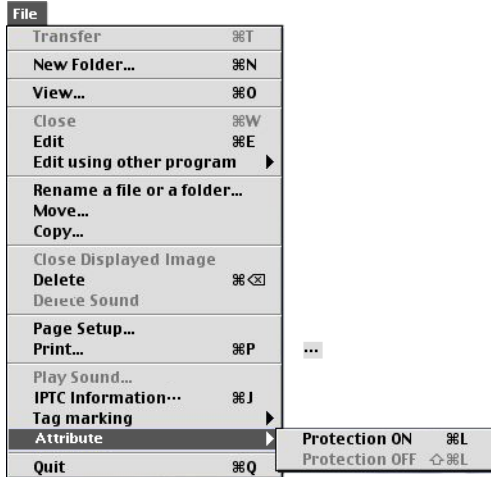 File
Transfer ⌘T
New Folder... ⌘N
View... ⌘O
Close ⌘W
Edit ⌘E
Edit using other program
Rename a file or a folder...
Move...
Copy...
Close Displayed Image
Delete ⌘⌫
Delete Sound
Page Setup...
Print... ⌘P ...
Play Sound...
IPTC Information··· ⌘J
Tag marking
Attribute
Protection ON ⌘L
Protection OFF ⇧⌘L
Quit ⌘Q